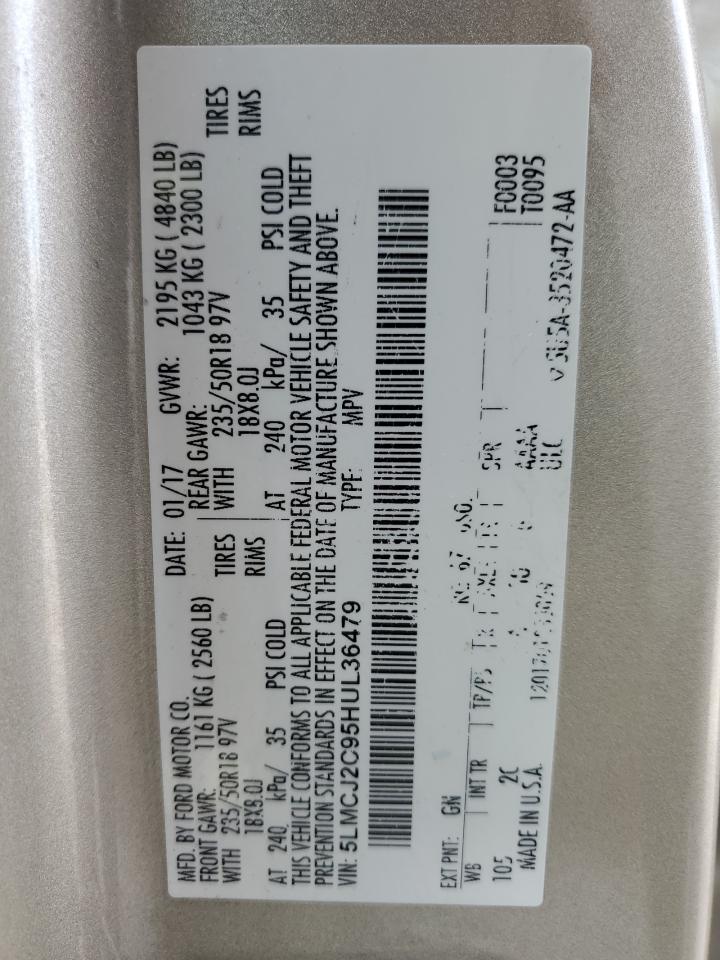 MFD. BY FORD MOTOR CO.
DATE: 01/17 GVWR: 2195 KG ( 4840 LB)
FRONT GAWR: 1161 KG ( 2560 LB) REAR GAWR: 1043 KG ( 2300 LB)
WITH 235/50R18 97V TIRES WITH 235/50R18 97V TIRES
18X8.0J RIMS 18X8.0J RIMS
AT 240 kPa/ 35 PSI COLD AT 240 kPa/ 35 PSI COLD
THIS VEHICLE CONFORMS TO ALL APPLICABLE FEDERAL MOTOR VEHICLE SAFETY AND THEFT
PREVENTION STANDARDS IN EFFECT ON THE DATE OF MANUFACTURE SHOWN ABOVE.
VIN: 5LMCJ2C95HUL36479 TYPE: MPV
EXT PNT: GN
WB INT TR TP/PS SPR
105 2C
F0003
T0095
MADE IN U.S.A.
ULC